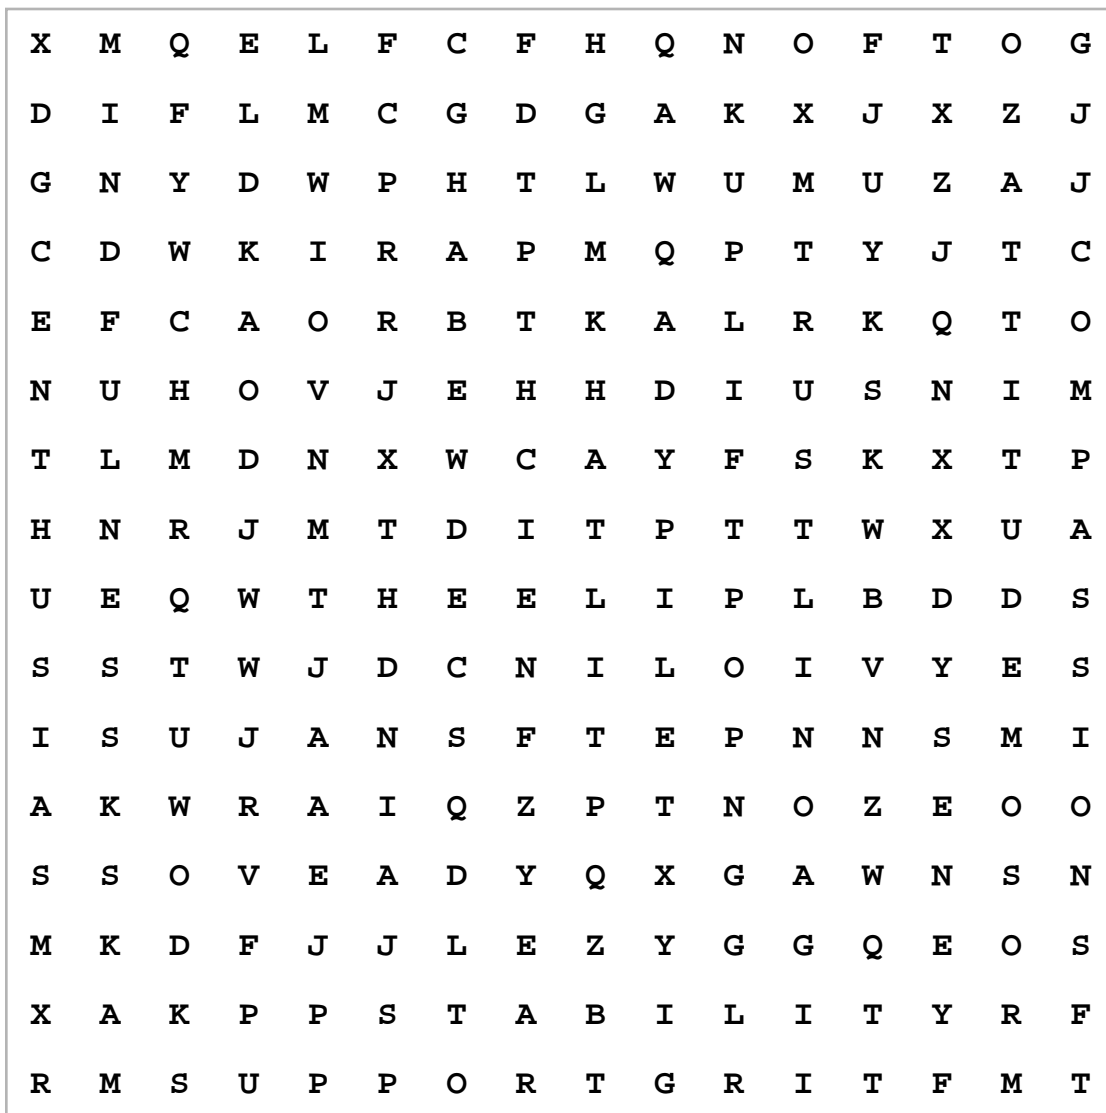 X M Q E L F C F H Q N O F T O G
D I F L M C G D G A K X J X Z J
G N Y D W P H T L W U M U Z A J
C D W K I R A P M Q P T Y J T C
E F C A O R B T K A L R K Q T O
N U H O V J E H H D I U S N I M
T L M D N X W C A Y F S K X T P
H N R J M T D I T P T T W X U A
U E Q W T H E E L I P L B D D S
S S T W J D C N I L O I V Y E S
I S U J A N S F T E P N N S M I
A K W R A I Q Z P T N O Z E O O
S S O V E A D Y Q X G A W N S N
M K D F J J L E Z Y G G Q E O S
X A K P P S T A B I L I T Y R F
R M S U P P O R T G R I T F M T